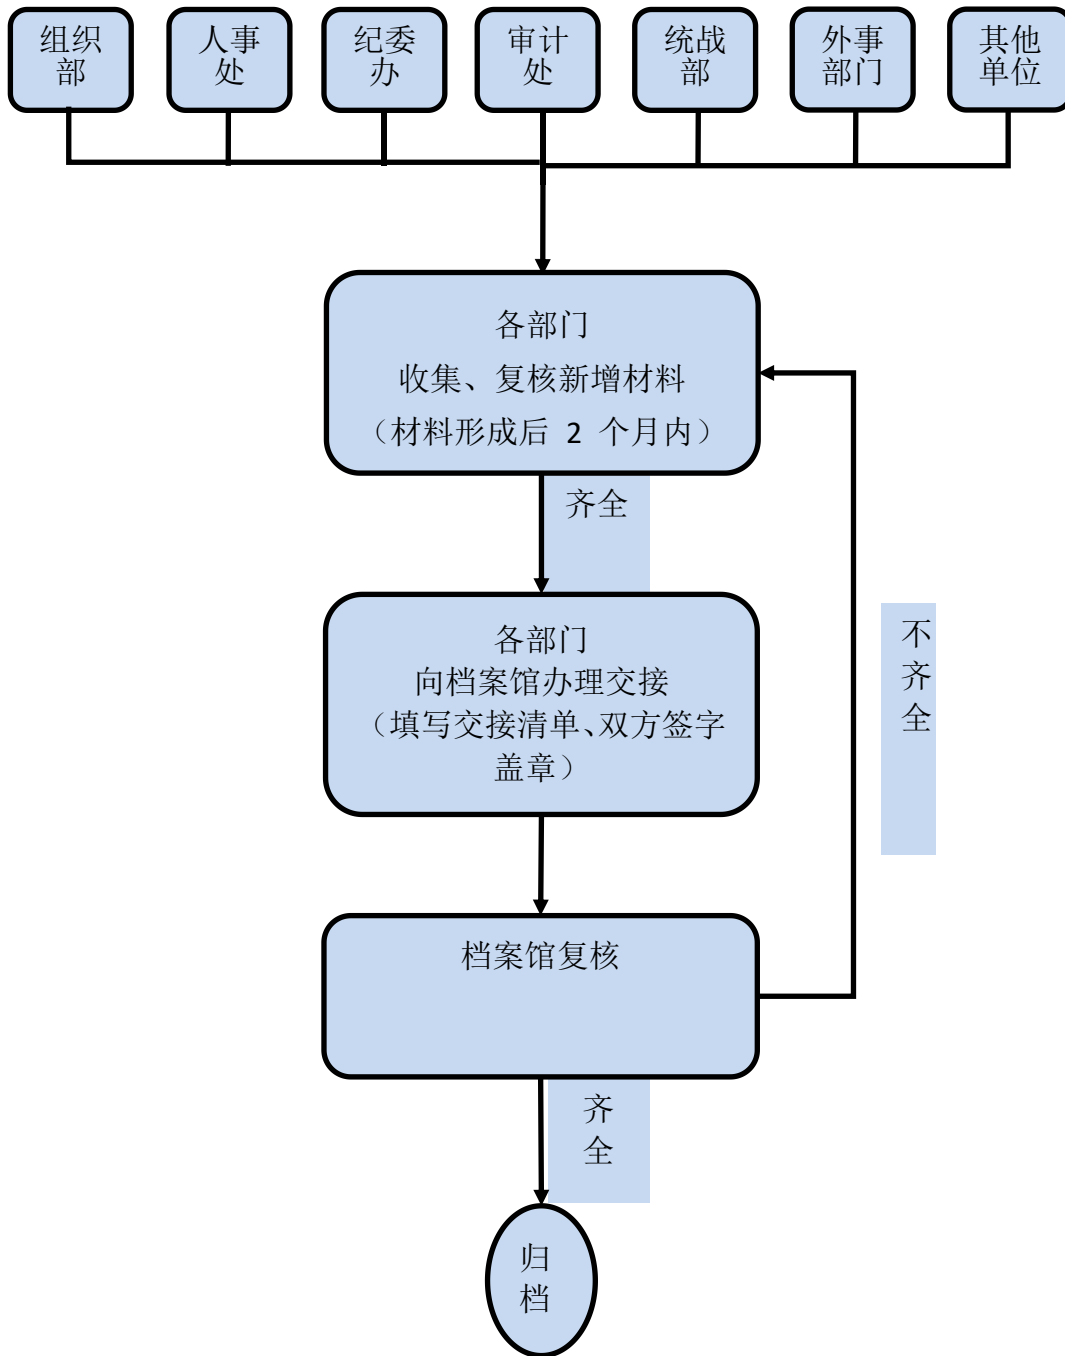 组织
部
人事
处
纪委
办
审计
处
统战
部
外事
部门
其他
单位
各部门
收集、复核新增材料
（材料形成后 2 个月内）
齐全
各部门
向档案馆办理交接
（填写交接清单、双方签字
盖章）
不
齐
全
档案馆复核
齐
全
归
档